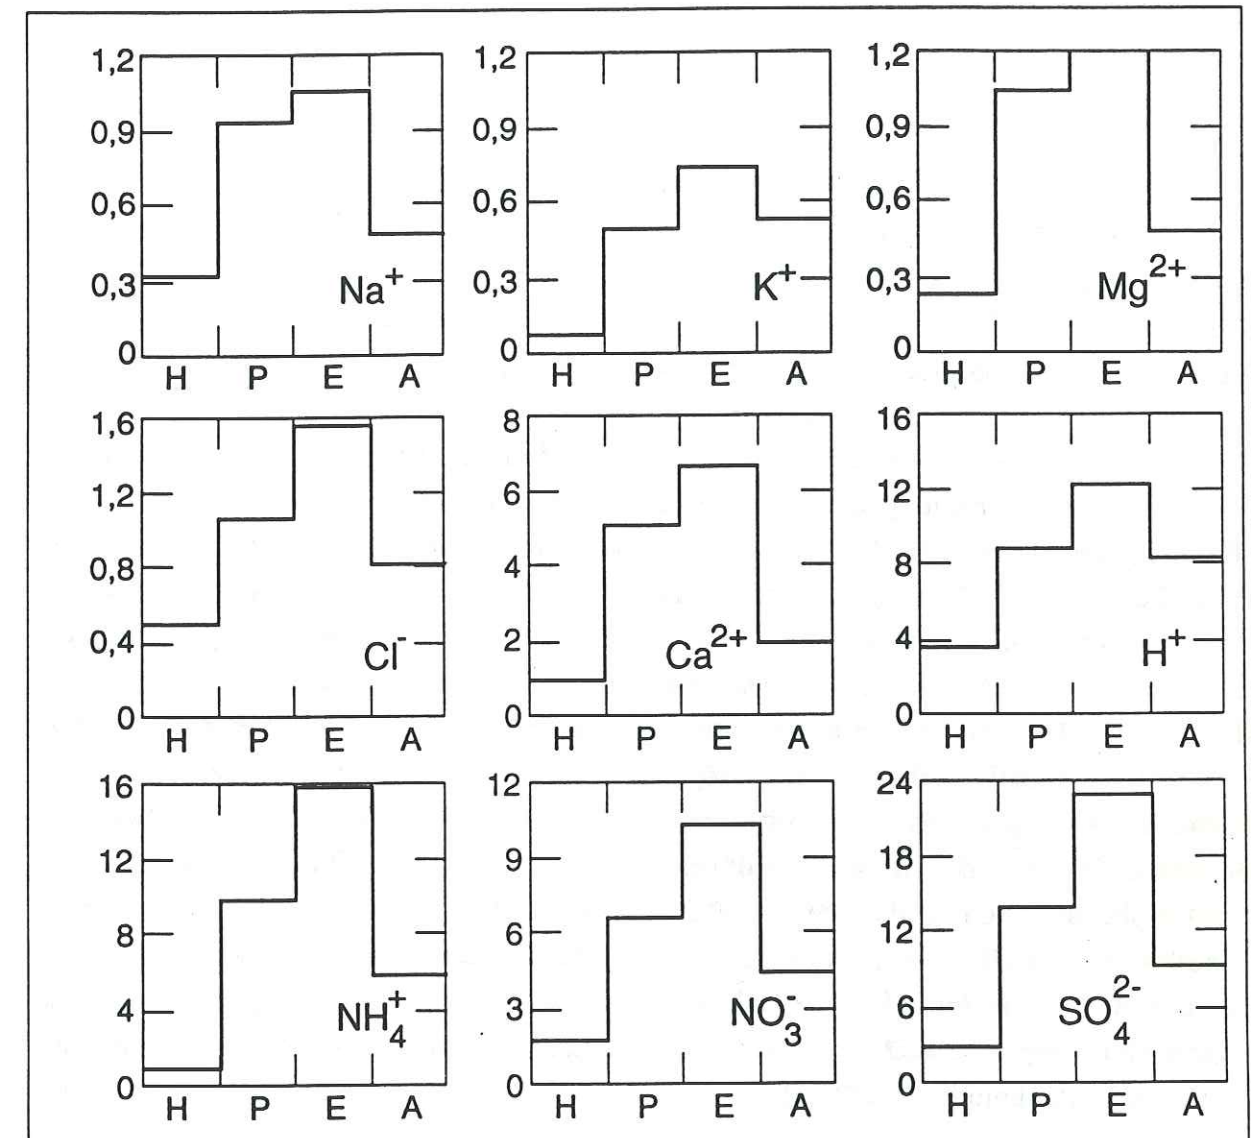 1,2 1,2 1,2
0,9 0,9 0,9
0,6 0,6 0,6
0,3 Na+ 0,3 K+ 0,3 Mg2+
0 0 0
H P E A H P E A H P E A
1,6 8 16
1,2 6 12
0,8 4 8
0,4 Cl- 2 Ca2+ 4 H+
0 0 0
H P E A H P E A H P E A
16 12 24
12 9 18
8 6 12
4 NH4+ 3 NO3- 6 SO42-
0 0 0
H P E A H P E A H P E A